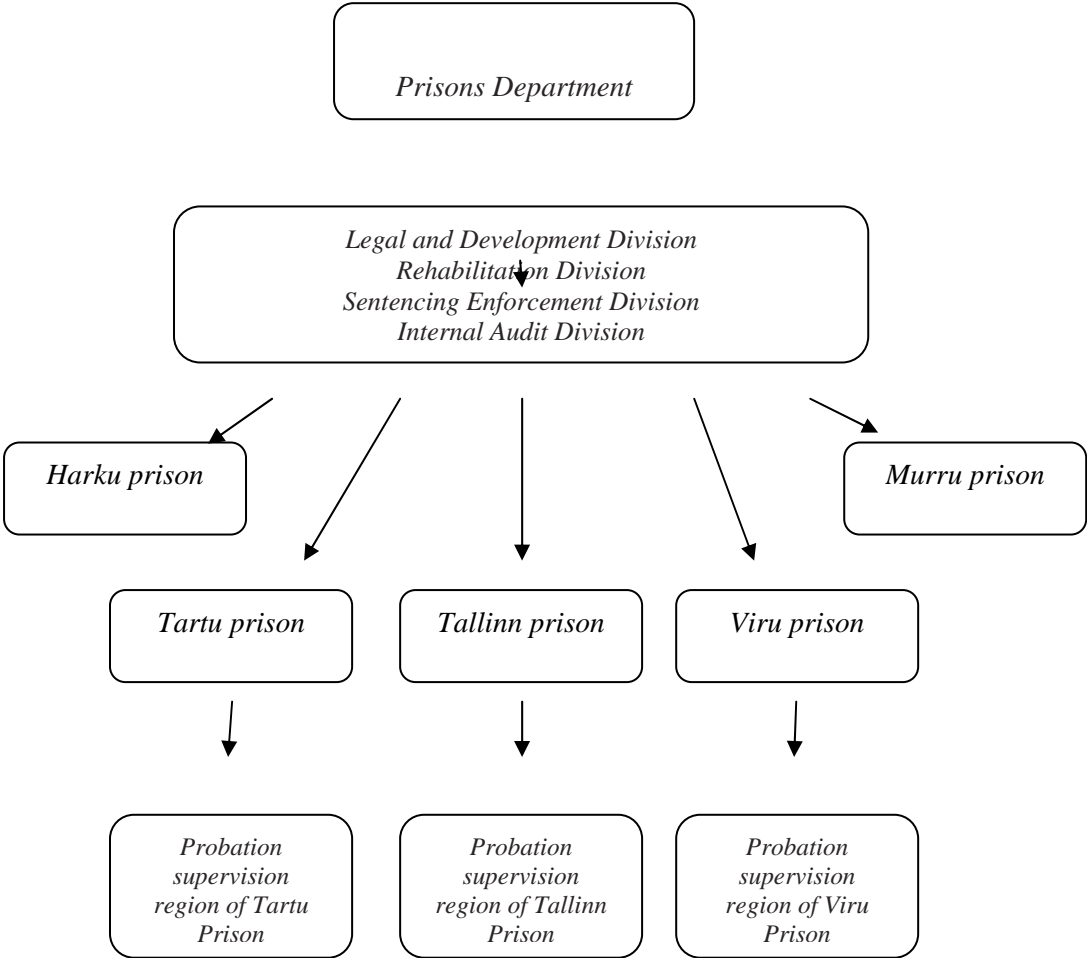 Prisons Department
Legal and Development Division
Rehabilitation Division
Sentencing Enforcement Division
Internal Audit Division
Harku prison
Murru prison
Tartu prison
Tallinn prison
Viru prison
Probation
supervision
region of Tartu
Prison
Probation
supervision
region of Tallinn
Prison
Probation
supervision
region of Viru
Prison